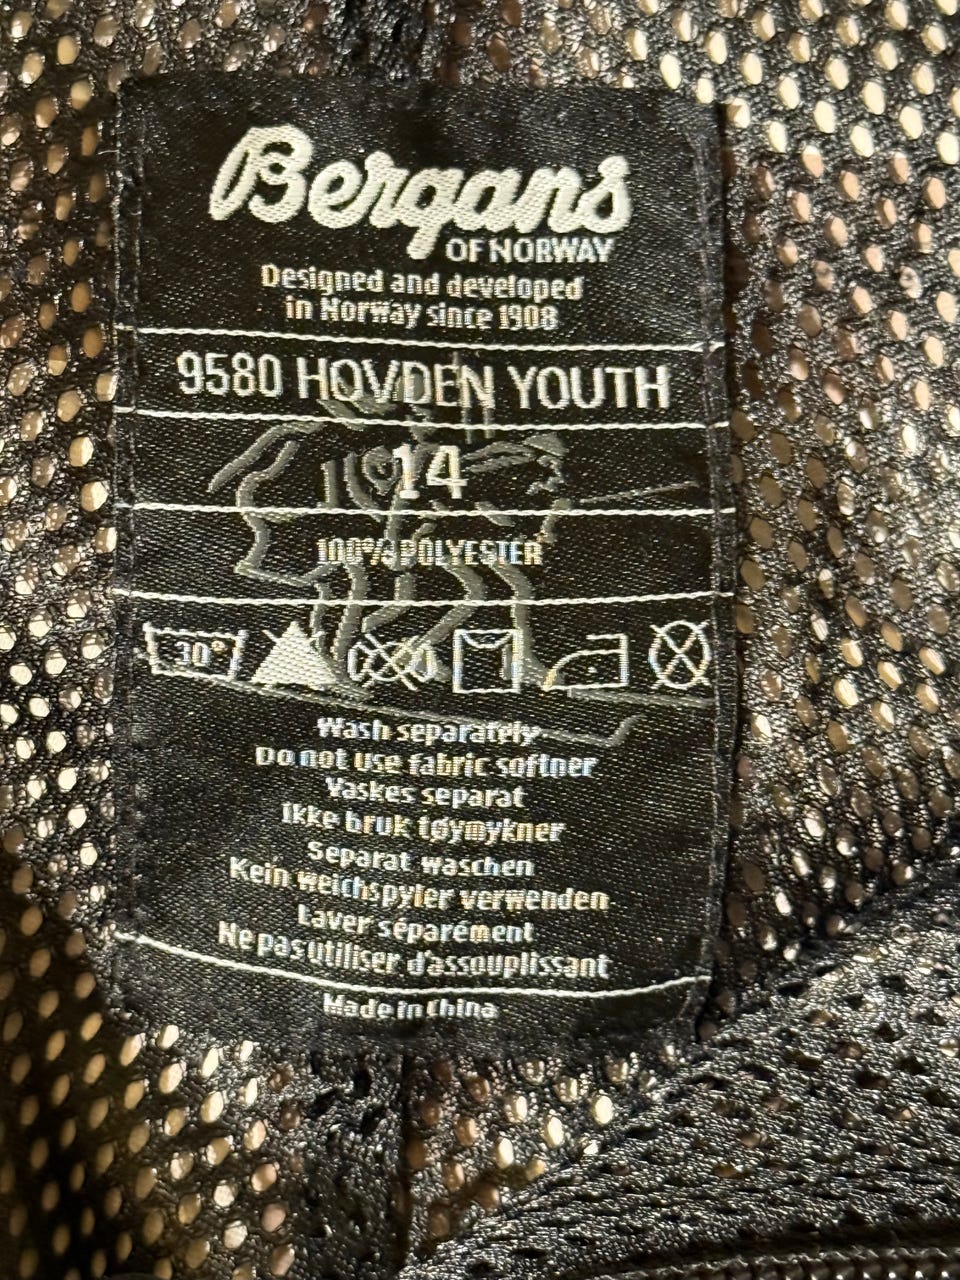 Bergans
OF NORWAY
Designed and developed
in Norway since 1908
9580 HOVDEN YOUTH
14
100% POLYESTER
30°
Wash separately
Do not use fabric softner
Vaskes separat
Ikke bruk tøymykner
Separat waschen
Kein weichspyler verwenden
Laver séparément
Ne pas utiliser d'assouplissant
Made in China